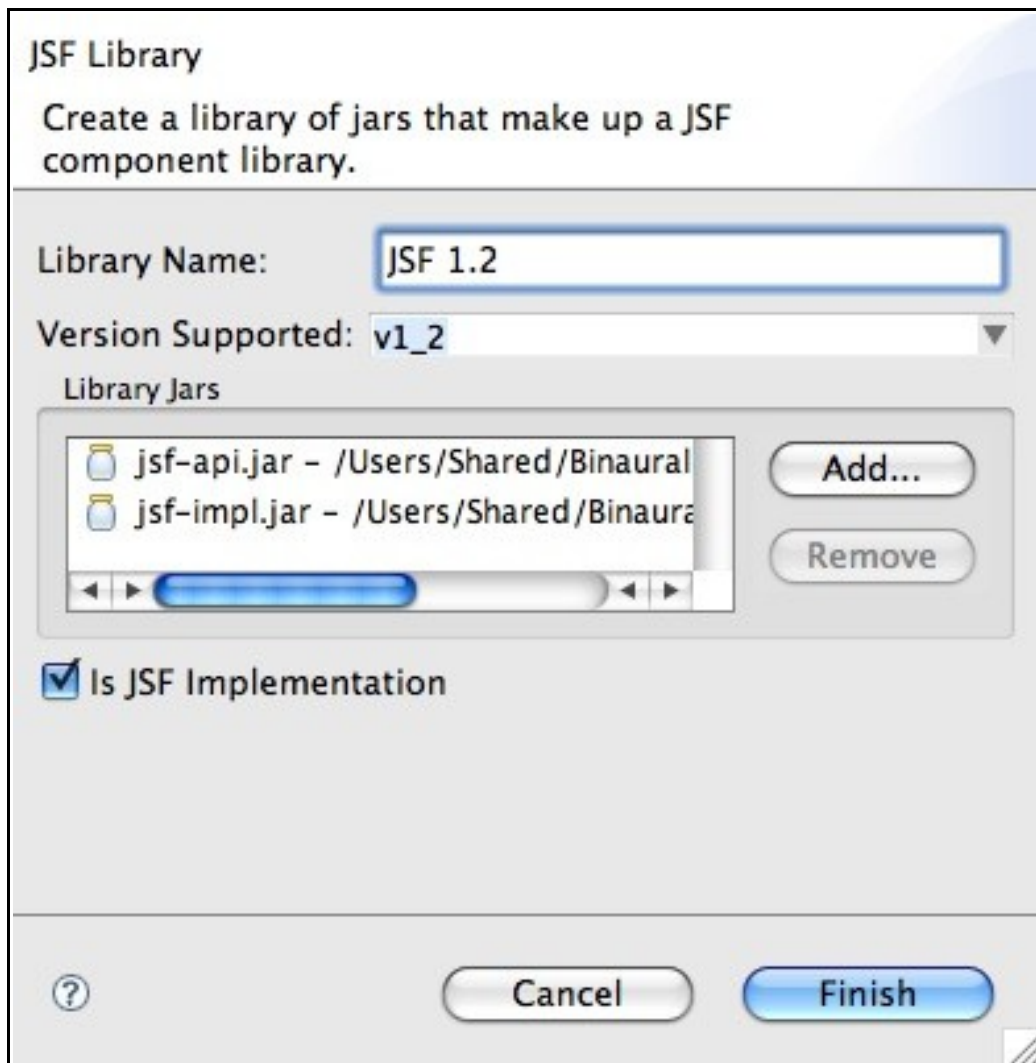 JSF Library
Create a library of jars that make up a JSF
component library.
Library Name: JSF 1.2
Version Supported: v1_2
Library Jars
jsf-api.jar – /Users/Shared/Binaural
jsf-impl.jar – /Users/Shared/Binaura
Add...
Remove
Is JSF Implementation
?
Cancel
Finish